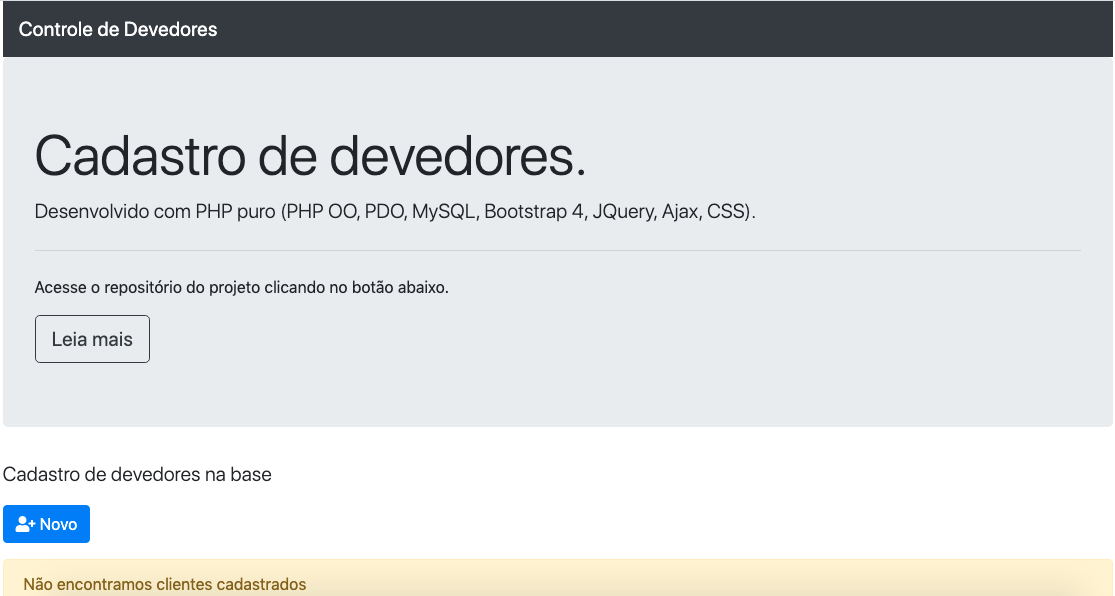 Controle de Devedores
Cadastro de devedores.
Desenvolvido com PHP puro (PHP OO, PDO, MySQL, Bootstrap 4, JQuery, Ajax, CSS).
Acesse o repositório do projeto clicando no botão abaixo.
Leia mais
Cadastro de devedores na base
Novo
Não encontramos clientes cadastrados